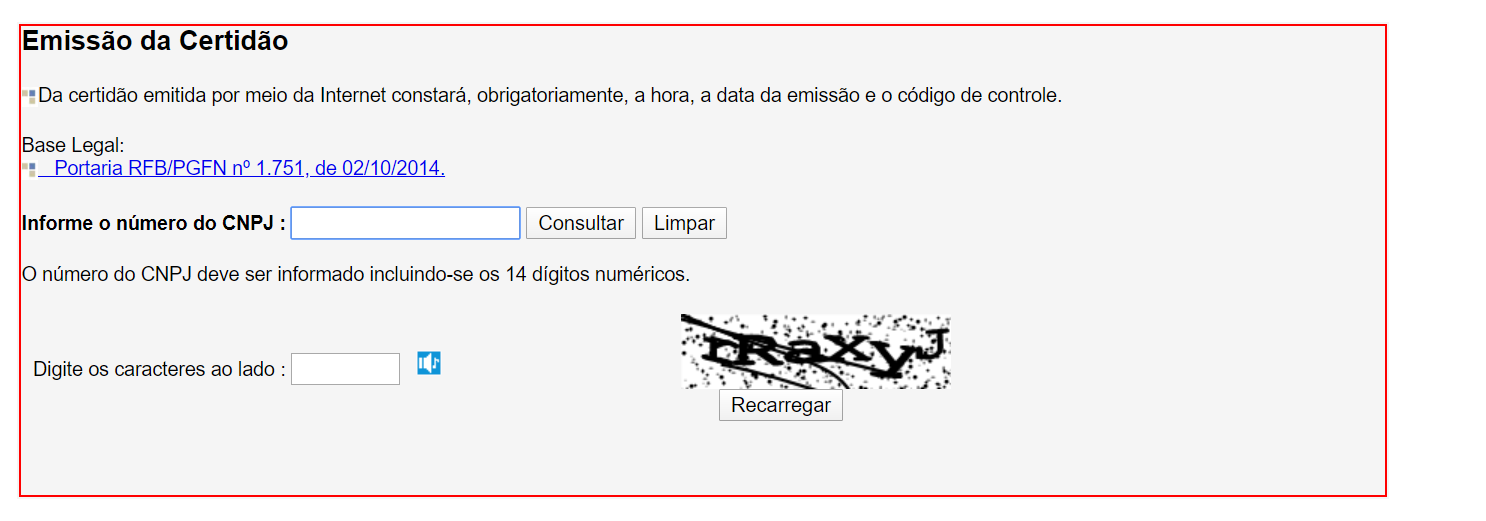 Emissão da Certidão
Da certidão emitida por meio da Internet constará, obrigatoriamente, a hora, a data da emissão e o código de controle.
Base Legal:
Portaria RFB/PGFN nº 1.751, de 02/10/2014.
Informe o número do CNPJ : Consultar Limpar
O número do CNPJ deve ser informado incluindo-se os 14 dígitos numéricos.
Digite os caracteres ao lado :
Recarregar